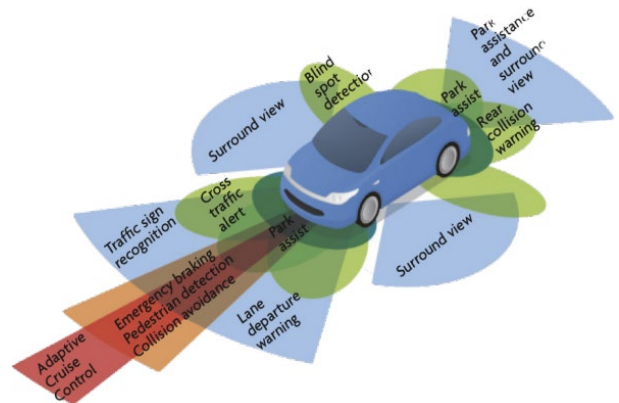 Park
assistance
and
surround
view
Blind
spot
detection
Park
assist
Rear
collision
warning
Surround view
Cross
traffic
alert
Park
assist
Traffic sign
recognition
Surround view
Emergency braking
Pedestrian detection
Collision avoidance
Lane
departure
warning
Adaptive
Cruise
Control